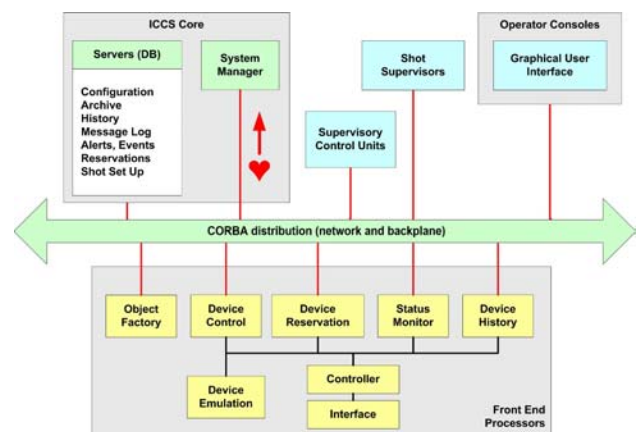 ICCS Core
Operator Consoles
Servers (DB)
System
Manager
Shot
Supervisors
Graphical User
Interface
Configuration
Archive
History
Message Log
Alerts, Events
Reservations
Shot Set Up
Supervisory
Control Units
CORBA distribution (network and backplane)
Object
Factory
Device
Control
Device
Reservation
Status
Monitor
Device
History
Device
Emulation
Controller
Interface
Front End
Processors